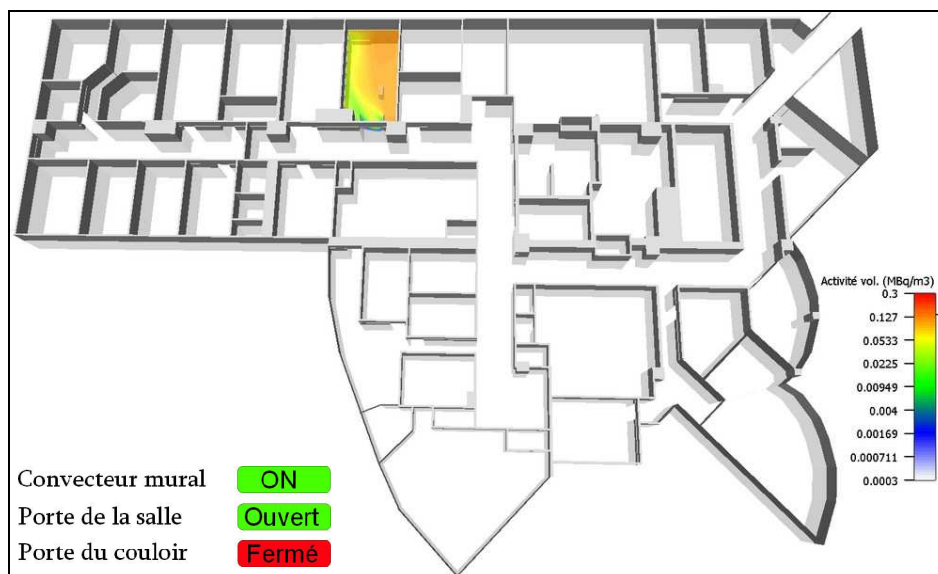 Activité vol. (MBq/m3)
0.3
0.127
0.0533
0.0225
0.00949
0.004
0.00169
0.000711
0.0003
Convecteur mural ON
Porte de la salle Ouvert
Porte du couloir Fermé